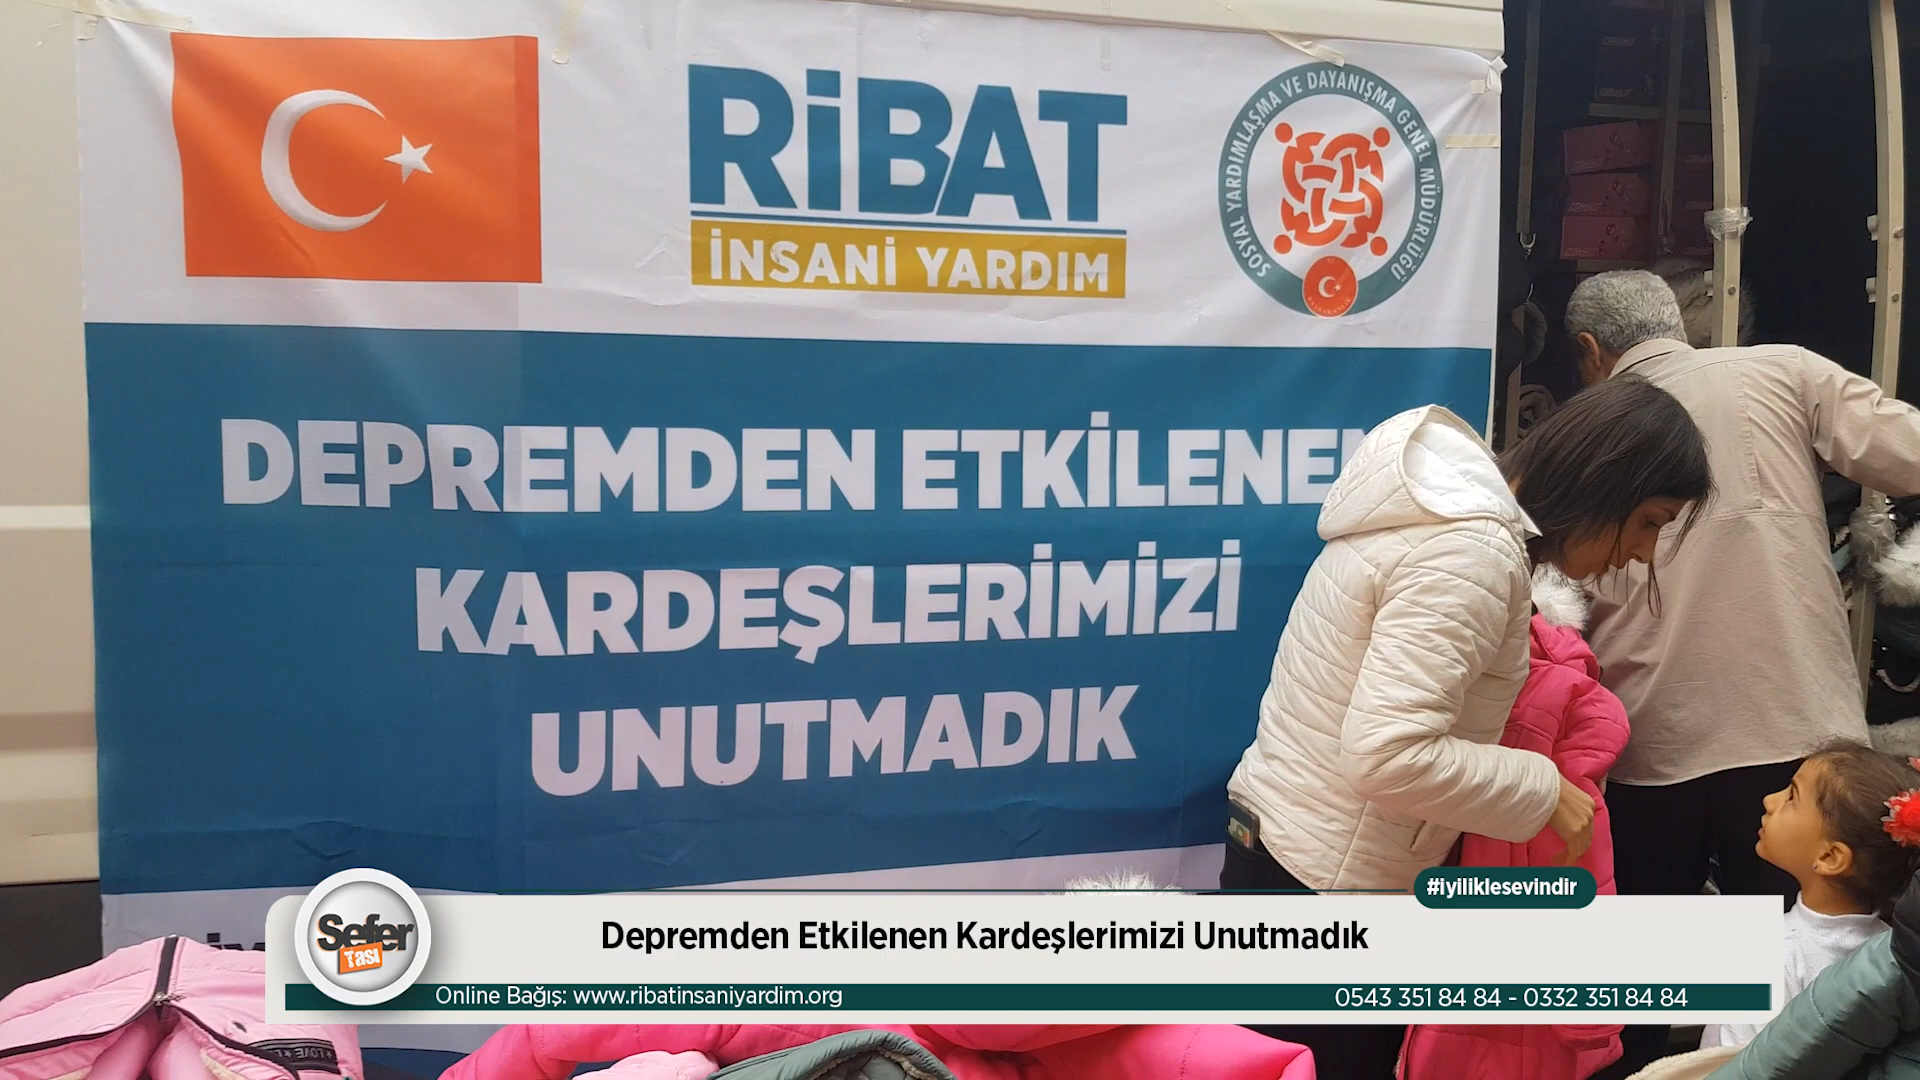 RİBAT
İNSANİ YARDIM
SOSYAL YARDIMLAŞMA VE DAYANIŞMA GENEL MÜDÜRLÜĞÜ
DEPREMDEN ETKİLENEN
KARDEŞLERİMİZİ
UNUTMADIK
#iyiliklesevindir
Sefer
Tası
Depremden Etkilenen Kardeşlerimizi Unutmadık
Online Bağış: www.ribatinsaniyardim.org
0543 351 84 84 - 0332 351 84 84